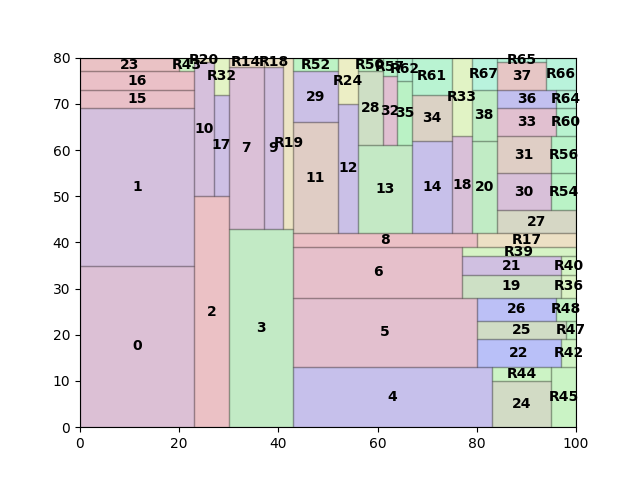 80 23 R43 R20 R14 R18 R52 R50 R62 R65
16 R32 R24 R61 R67 37 R66
15 29 28 32 35 R33 36 R64
70 10 34 38 33 R60
60 17 7 9 R19 11 12 13 14 18 20 31 R56
50 1 30 R54
27
40 8 R17
R39
6 21 R40
30 19 R36
2 3 5 26 R48
20 0 25 R47
22 R42
10 4 R44 R45
24
0
0 20 40 60 80 100